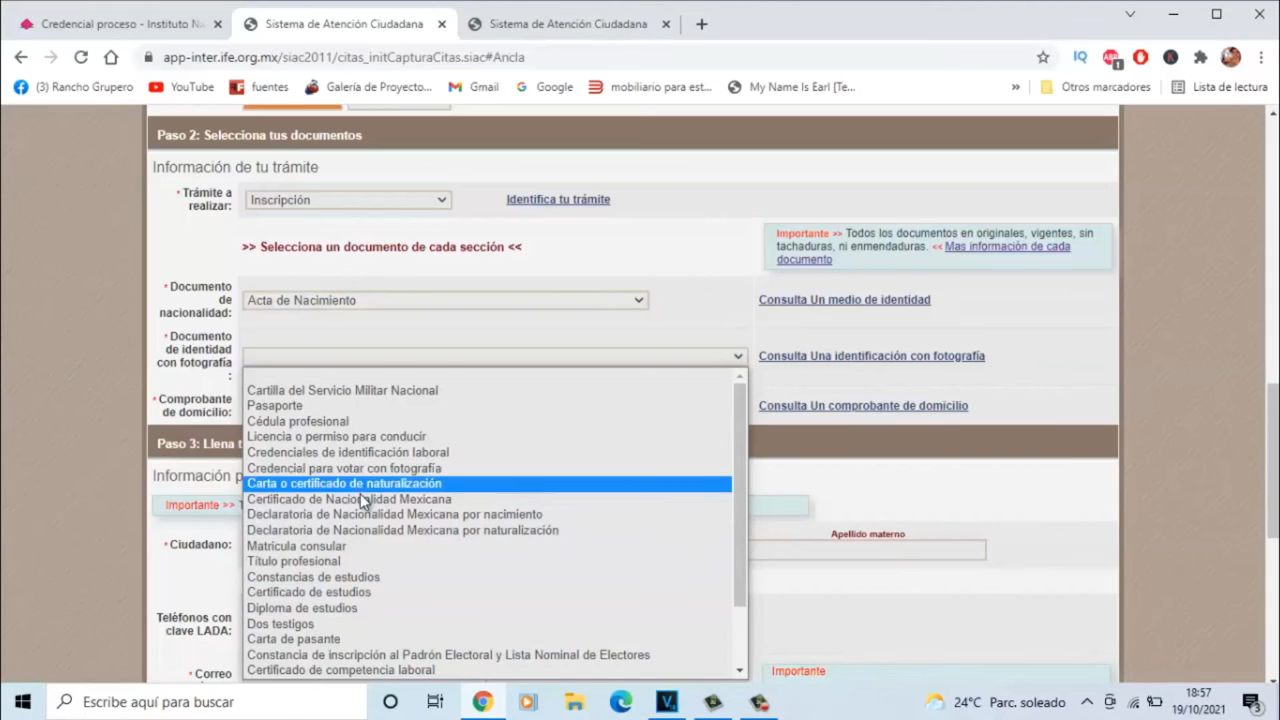 Credencial proceso - Instituto Na
Sistema de Atención Ciudadana
Sistema de Atención Ciudadana
app-inter.ife.org.mx/siac2011/citas_initCapturaCitas.siac#Ancla
(3) Rancho Grupero
YouTube
fuentes
Galería de Proyecto...
Gmail
Google
mobiliario para est...
My Name Is Earl [Te...
»
Otros marcadores
Lista de lectura
Paso 2: Selecciona tus documentos
Información de tu trámite
* Trámite a
realizar:
Inscripción
Identifica tu trámite
>> Selecciona un documento de cada sección <<
Importante >> Todos los documentos en originales, vigentes, sin
tachaduras, ni enmendaduras. << Mas información de cada
documento
* Documento
de
nacionalidad:
Acta de Nacimiento
Consulta Un medio de identidad
* Documento
de identidad
con fotografía
:
Consulta Una identificación con fotografía
* Comprobante
de domicilio:
Consulta Un comprobante de domicilio
Cartilla del Servicio Militar Nacional
Pasaporte
Cédula profesional
Licencia o permiso para conducir
Credenciales de identificación laboral
Credencial para votar con fotografía
Carta o certificado de naturalización
Certificado de Nacionalidad Mexicana
Declaratoria de Nacionalidad Mexicana por nacimiento
Declaratoria de Nacionalidad Mexicana por naturalización
Matricula consular
Título profesional
Constancias de estudios
Certificado de estudios
Diploma de estudios
Dos testigos
Carta de pasante
Constancia de inscripción al Padrón Electoral y Lista Nominal de Electores
Certificado de competencia laboral
Paso 3: Llena t
Información p
Importante >>
* Ciudadano:
Apellido materno
Teléfonos con
clave LADA:
* Correo
Importante
Escribe aquí para buscar
24°C Parc. soleado
18:57
19/10/2021
3